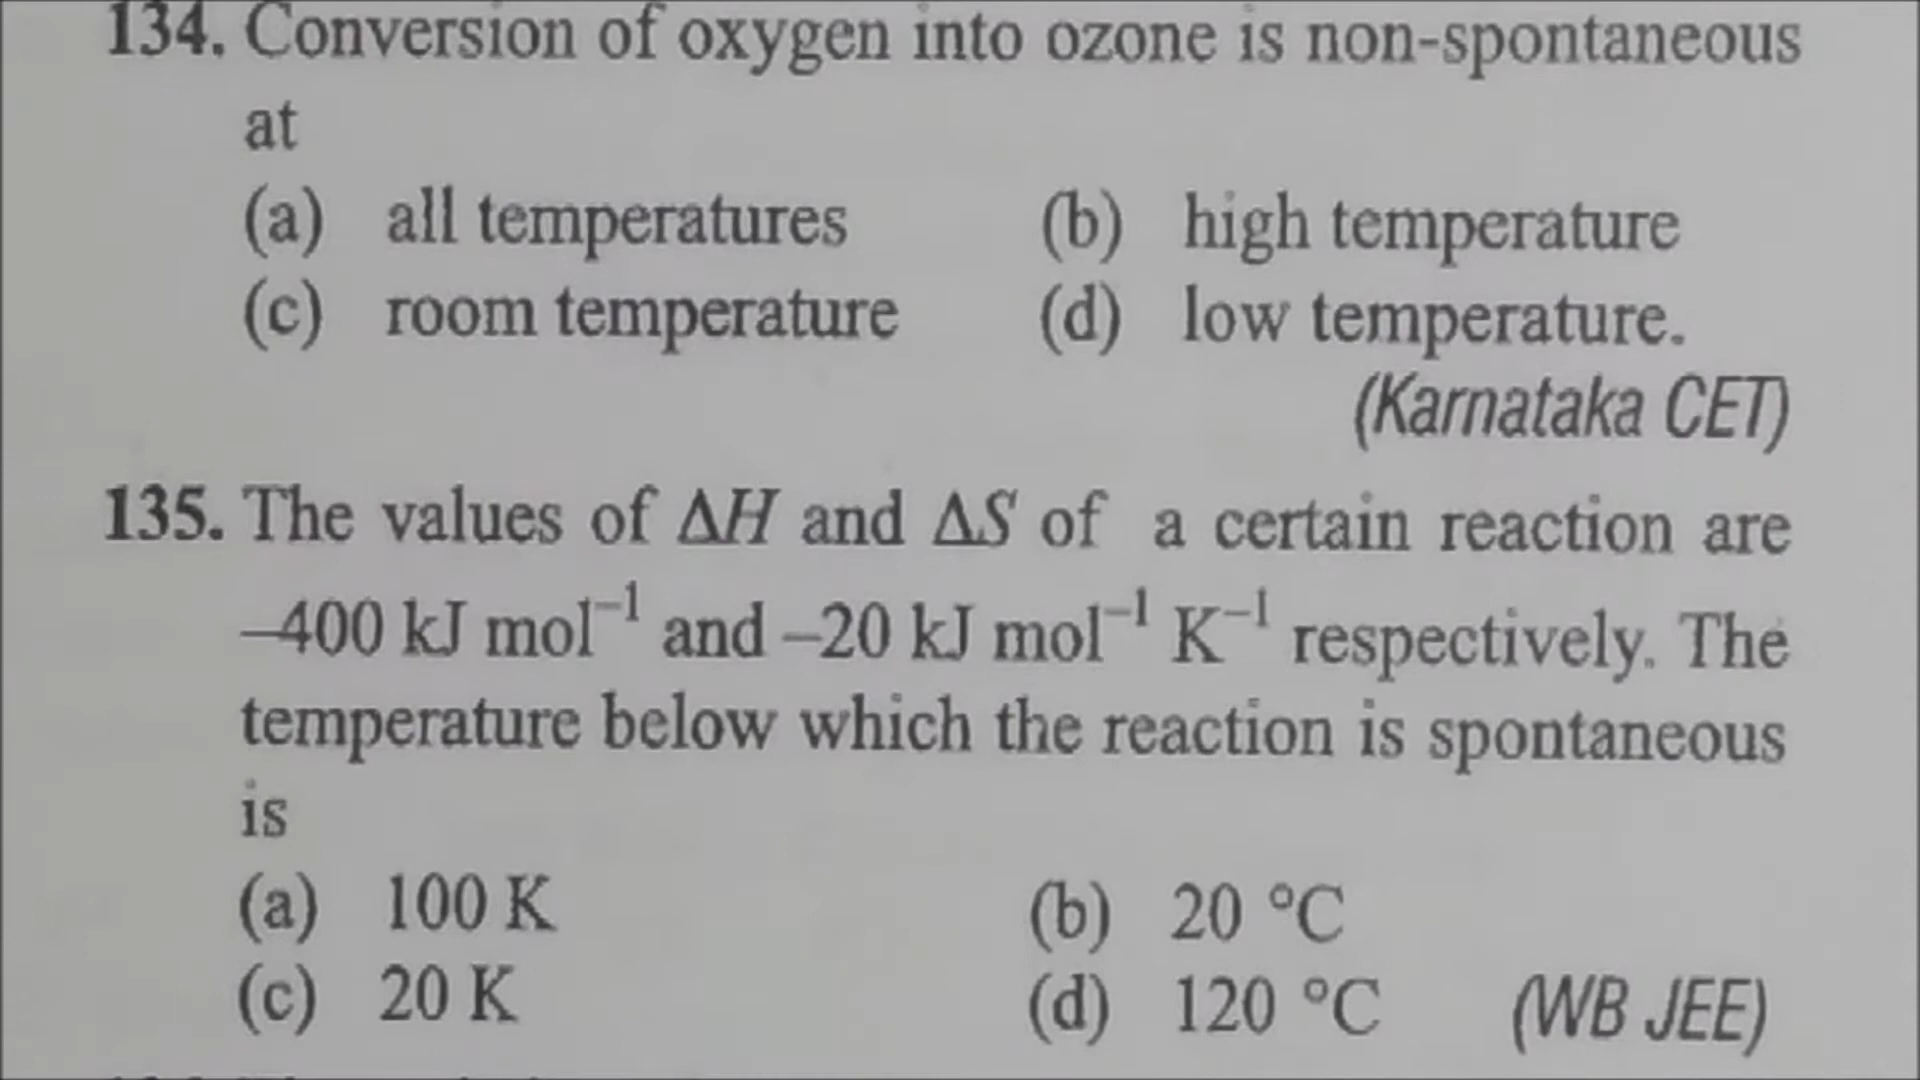 134. Conversion of oxygen into ozone is non-spontaneous
at
(a) all temperatures (b) high temperature
(c) room temperature (d) low temperature.
(Karnataka CET)
135. The values of ΔH and ΔS of a certain reaction are
–400 kJ mol⁻¹ and –20 kJ mol⁻¹ K⁻¹ respectively. The
temperature below which the reaction is spontaneous
is
(a) 100 K (b) 20 °C
(c) 20 K (d) 120 °C (WB JEE)